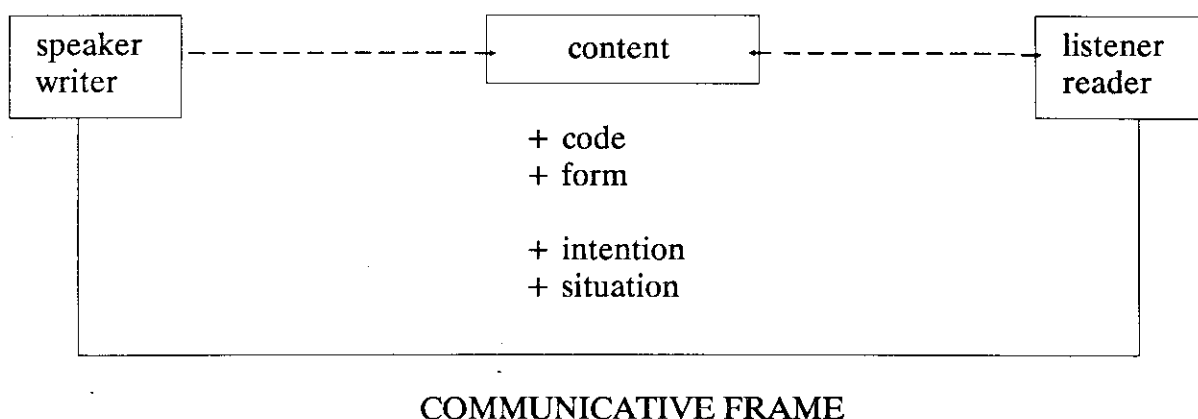 speaker
writer
content
listener
reader
+ code
+ form
+ intention
+ situation
COMMUNICATIVE FRAME